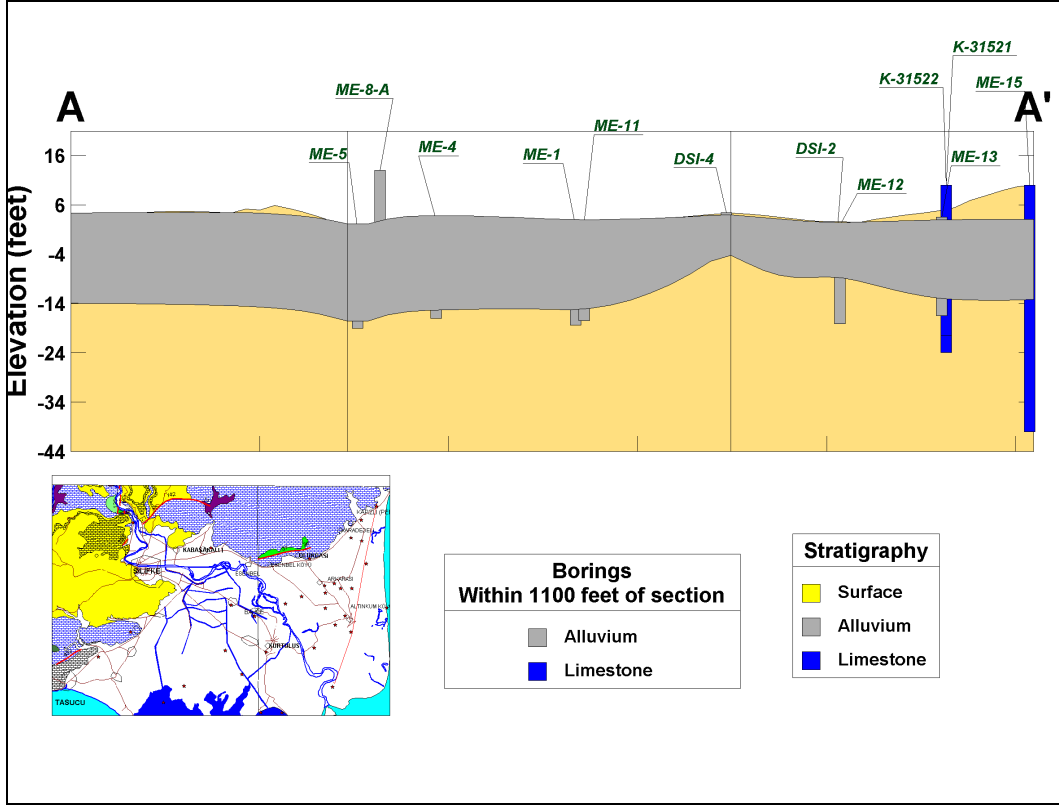 K-31521
K-31522
ME-15
ME-8-A
A
A'
ME-11
ME-4
ME-1
ME-5
DSI-4
DSI-2
ME-13
ME-12
Elevation (feet)
16
6
-4
-14
-24
-34
-44
KABASAKALLI
SILIFKE
KURTULUS
TASUCU
Borings
Within 1100 feet of section
Alluvium
Limestone
Stratigraphy
Surface
Alluvium
Limestone